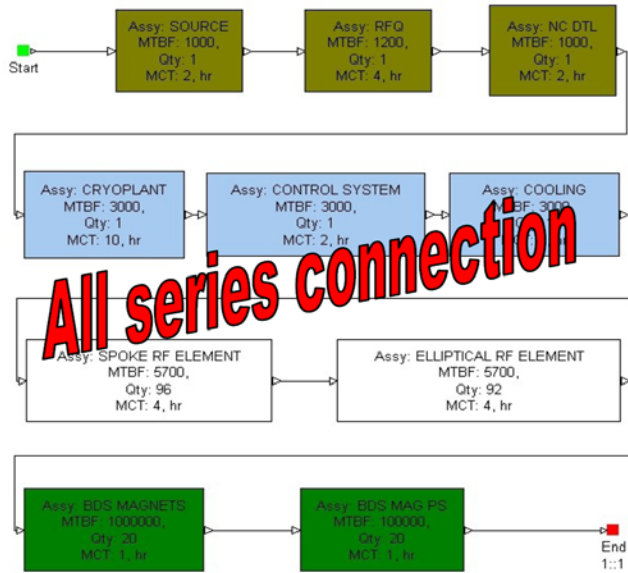 Start
Assy: SOURCE
MTBF: 1000,
Qty: 1
MCT: 2, hr
Assy: RFQ
MTBF: 1200,
Qty: 1
MCT: 4, hr
Assy: NC DTL
MTBF: 1000,
Qty: 1
MCT: 2, hr
Assy: CRYOPLANT
MTBF: 3000,
Qty: 1
MCT: 10, hr
Assy: CONTROL SYSTEM
MTBF: 3000,
Qty: 1
MCT: 2, hr
Assy: COOLING
MTBF: 3000
hr
All series connection
Assy: SPOKE RF ELEMENT
MTBF: 5700,
Qty: 96
MCT: 4, hr
Assy: ELLIPTICAL RF ELEMENT
MTBF: 5700,
Qty: 92
MCT: 4, hr
Assy: BDS MAGNETS
MTBF: 1000000,
Qty: 20
MCT: 1, hr
Assy: BDS MAG PS
MTBF: 100000,
Qty: 20
MCT: 1, hr
End
1::1